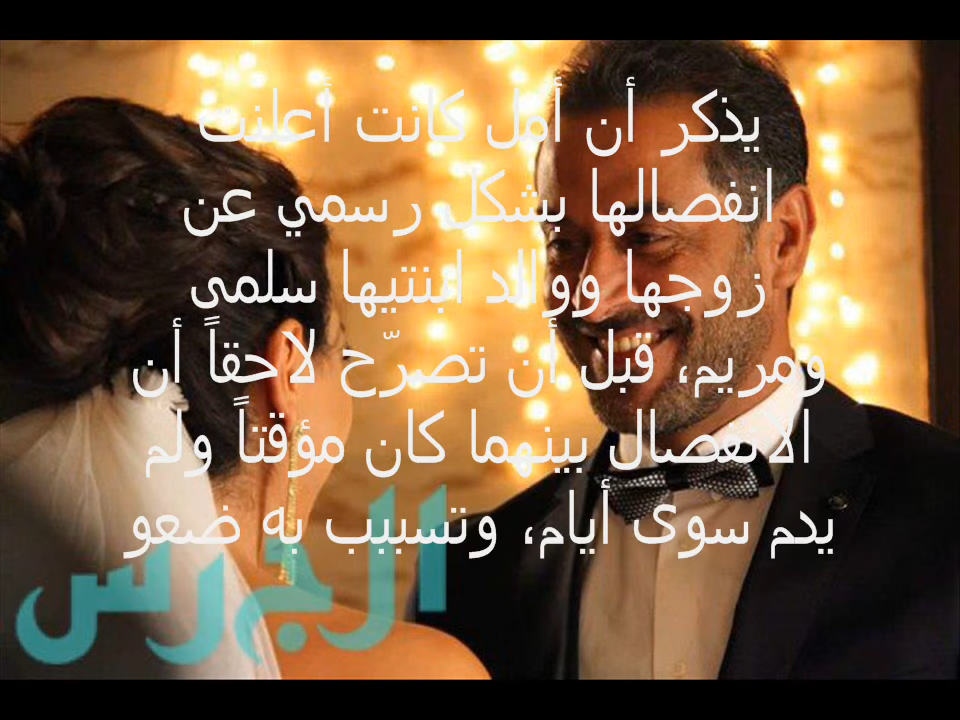 يذكر أن أمل كانت أعلنت
انفصالها بشكل رسمي عن
زوجها ووالد ابنتيها سلمى
ومريم، قبل أن تصرّح لاحقاً أن
الانفصال بينهما كان مؤقتاً ولم
يدم سوى أيام، وتسبب به ضعو
الجرس